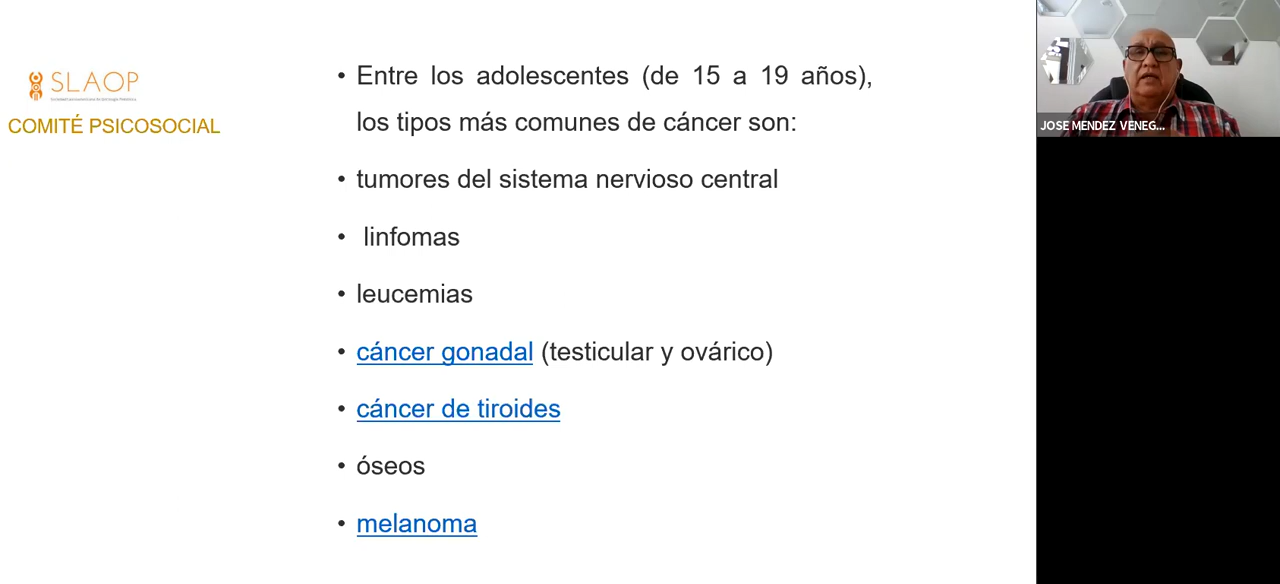 SLAOP
COMITÉ PSICOSOCIAL
• Entre los adolescentes (de 15 a 19 años),
los tipos más comunes de cáncer son:
• tumores del sistema nervioso central
• linfomas
• leucemias
• cáncer gonadal (testicular y ovárico)
• cáncer de tiroides
• óseos
• melanoma
JOSE MENDEZ VENEG...